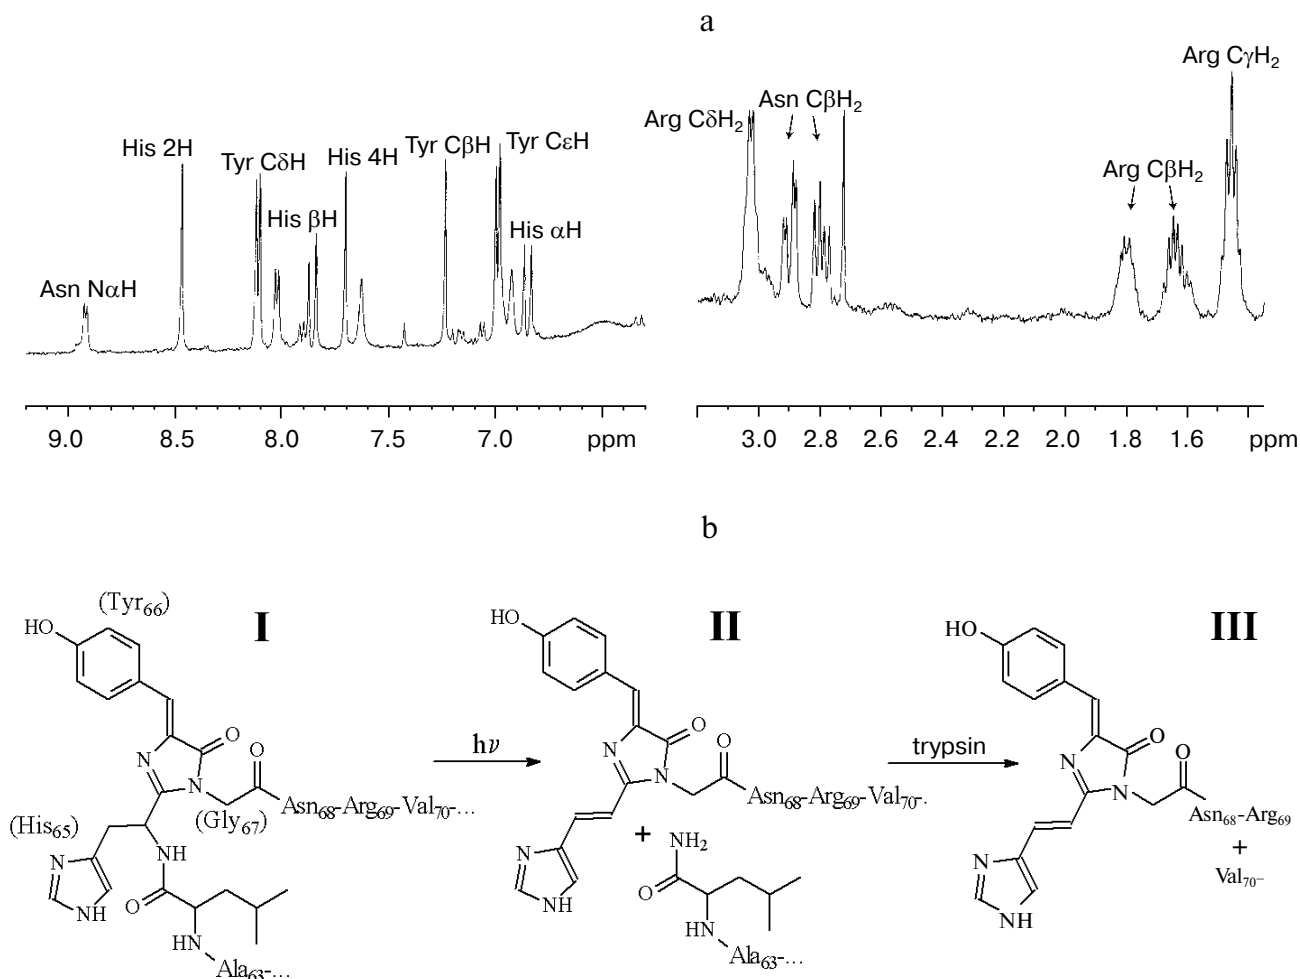 a
Arg CγH2
Asn CβH2
Arg CδH2
His 2H
Tyr CδH
His 4H
Tyr CβH
Tyr CεH
Arg CβH2
His βH
His αH
Asn NαH
9.0 8.5 8.0 7.5 7.0 ppm
3.0 2.8 2.6 2.4 2.2 2.0 1.8 1.6 ppm
b
(Tyr66)
I
II
III
HO
HO
HO
N
O
O
N
hν
N
O
O
N
trypsin
N
O
O
N
Asn68-Arg69-Val70-...
Asn68-Arg69-Val70-.
Asn68-Arg69
(His65)
(Gly67)
+
+
Val70-
N
NH
NH
O
HN
Ala63-...
N
NH
NH2
O
HN
Ala63-...
N
NH